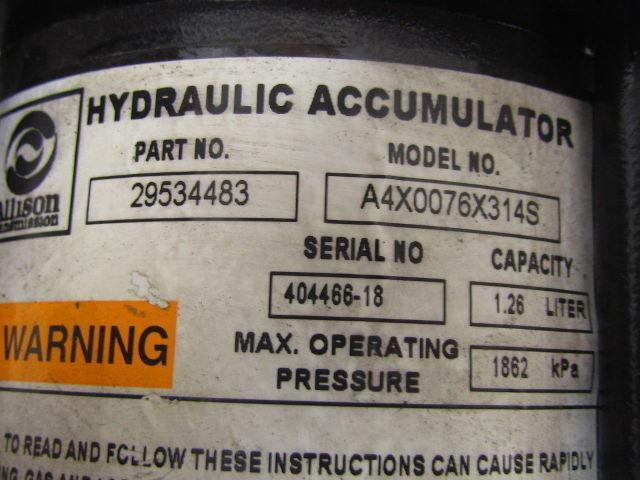 HYDRAULIC ACCUMULATOR
Allison
Transmission
PART NO.
MODEL NO.
29534483
A4X0076X314S
SERIAL NO
CAPACITY
404466-18
1.26 LITER
WARNING
MAX. OPERATING
PRESSURE
1862 kPa
TO READ AND FOLLOW THESE INSTRUCTIONS CAN CAUSE RAPIDLY